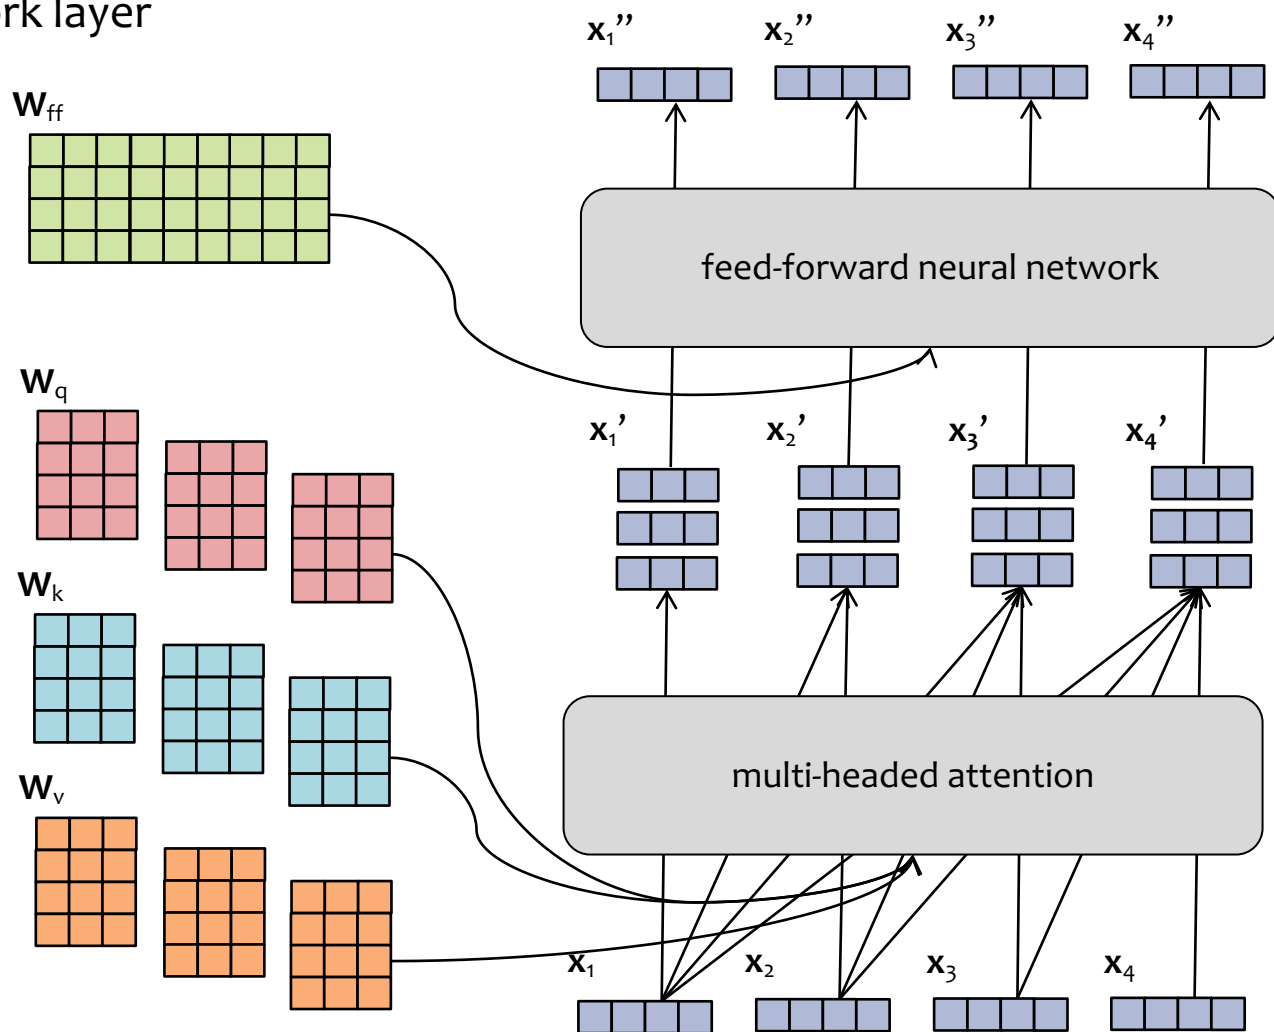 rk layer
x₁’’ x₂’’ x₃’’ x₄’’
W_ff
feed-forward neural network
W_q
x₁’ x₂’ x₃’ x₄’
W_k
multi-headed attention
W_v
x₁ x₂ x₃ x₄